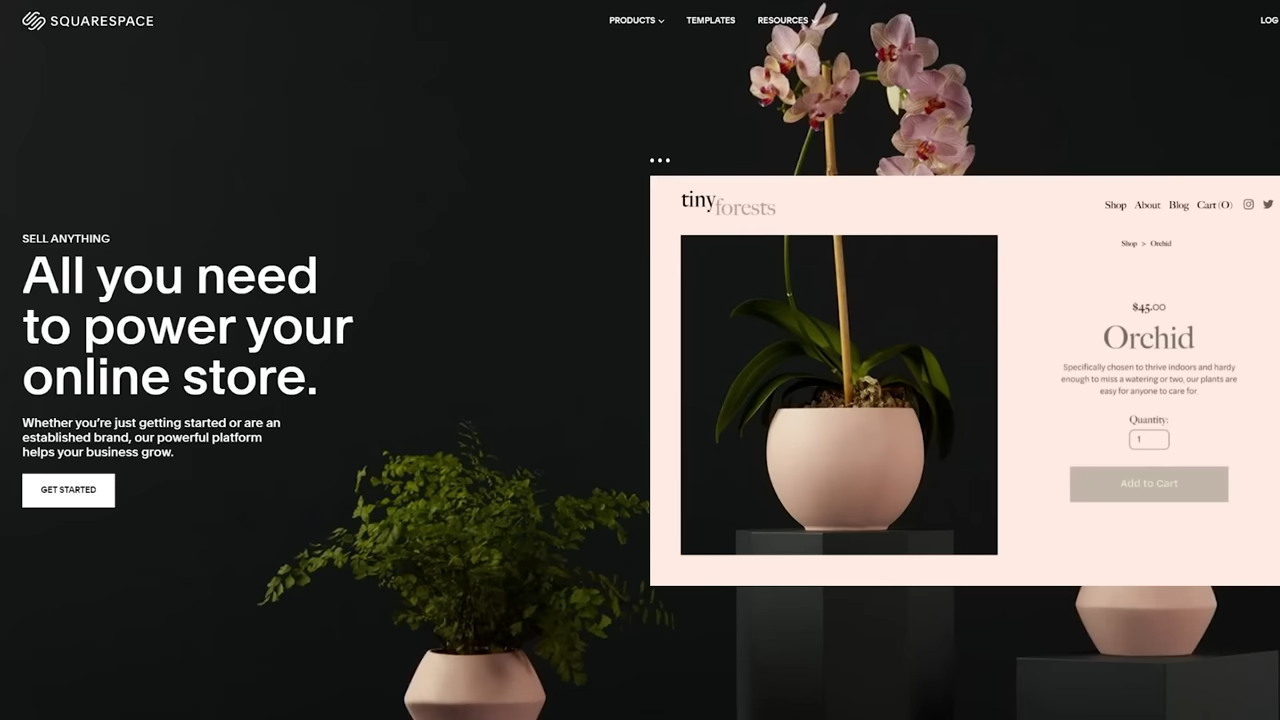 SQUARESPACE
PRODUCTS
TEMPLATES
RESOURCES
LOG
SELL ANYTHING
All you need
to power your
online store.
Whether you're just getting started or are an
established brand, our powerful platform
helps your business grow.
GET STARTED
tinyforests
Shop About Blog Cart (0)
Shop > Orchid
$45.00
Orchid
Specifically chosen to thrive indoors and hardy
enough to miss a watering or two, our plants are
easy for anyone to care for.
Quantity:
1
Add to Cart